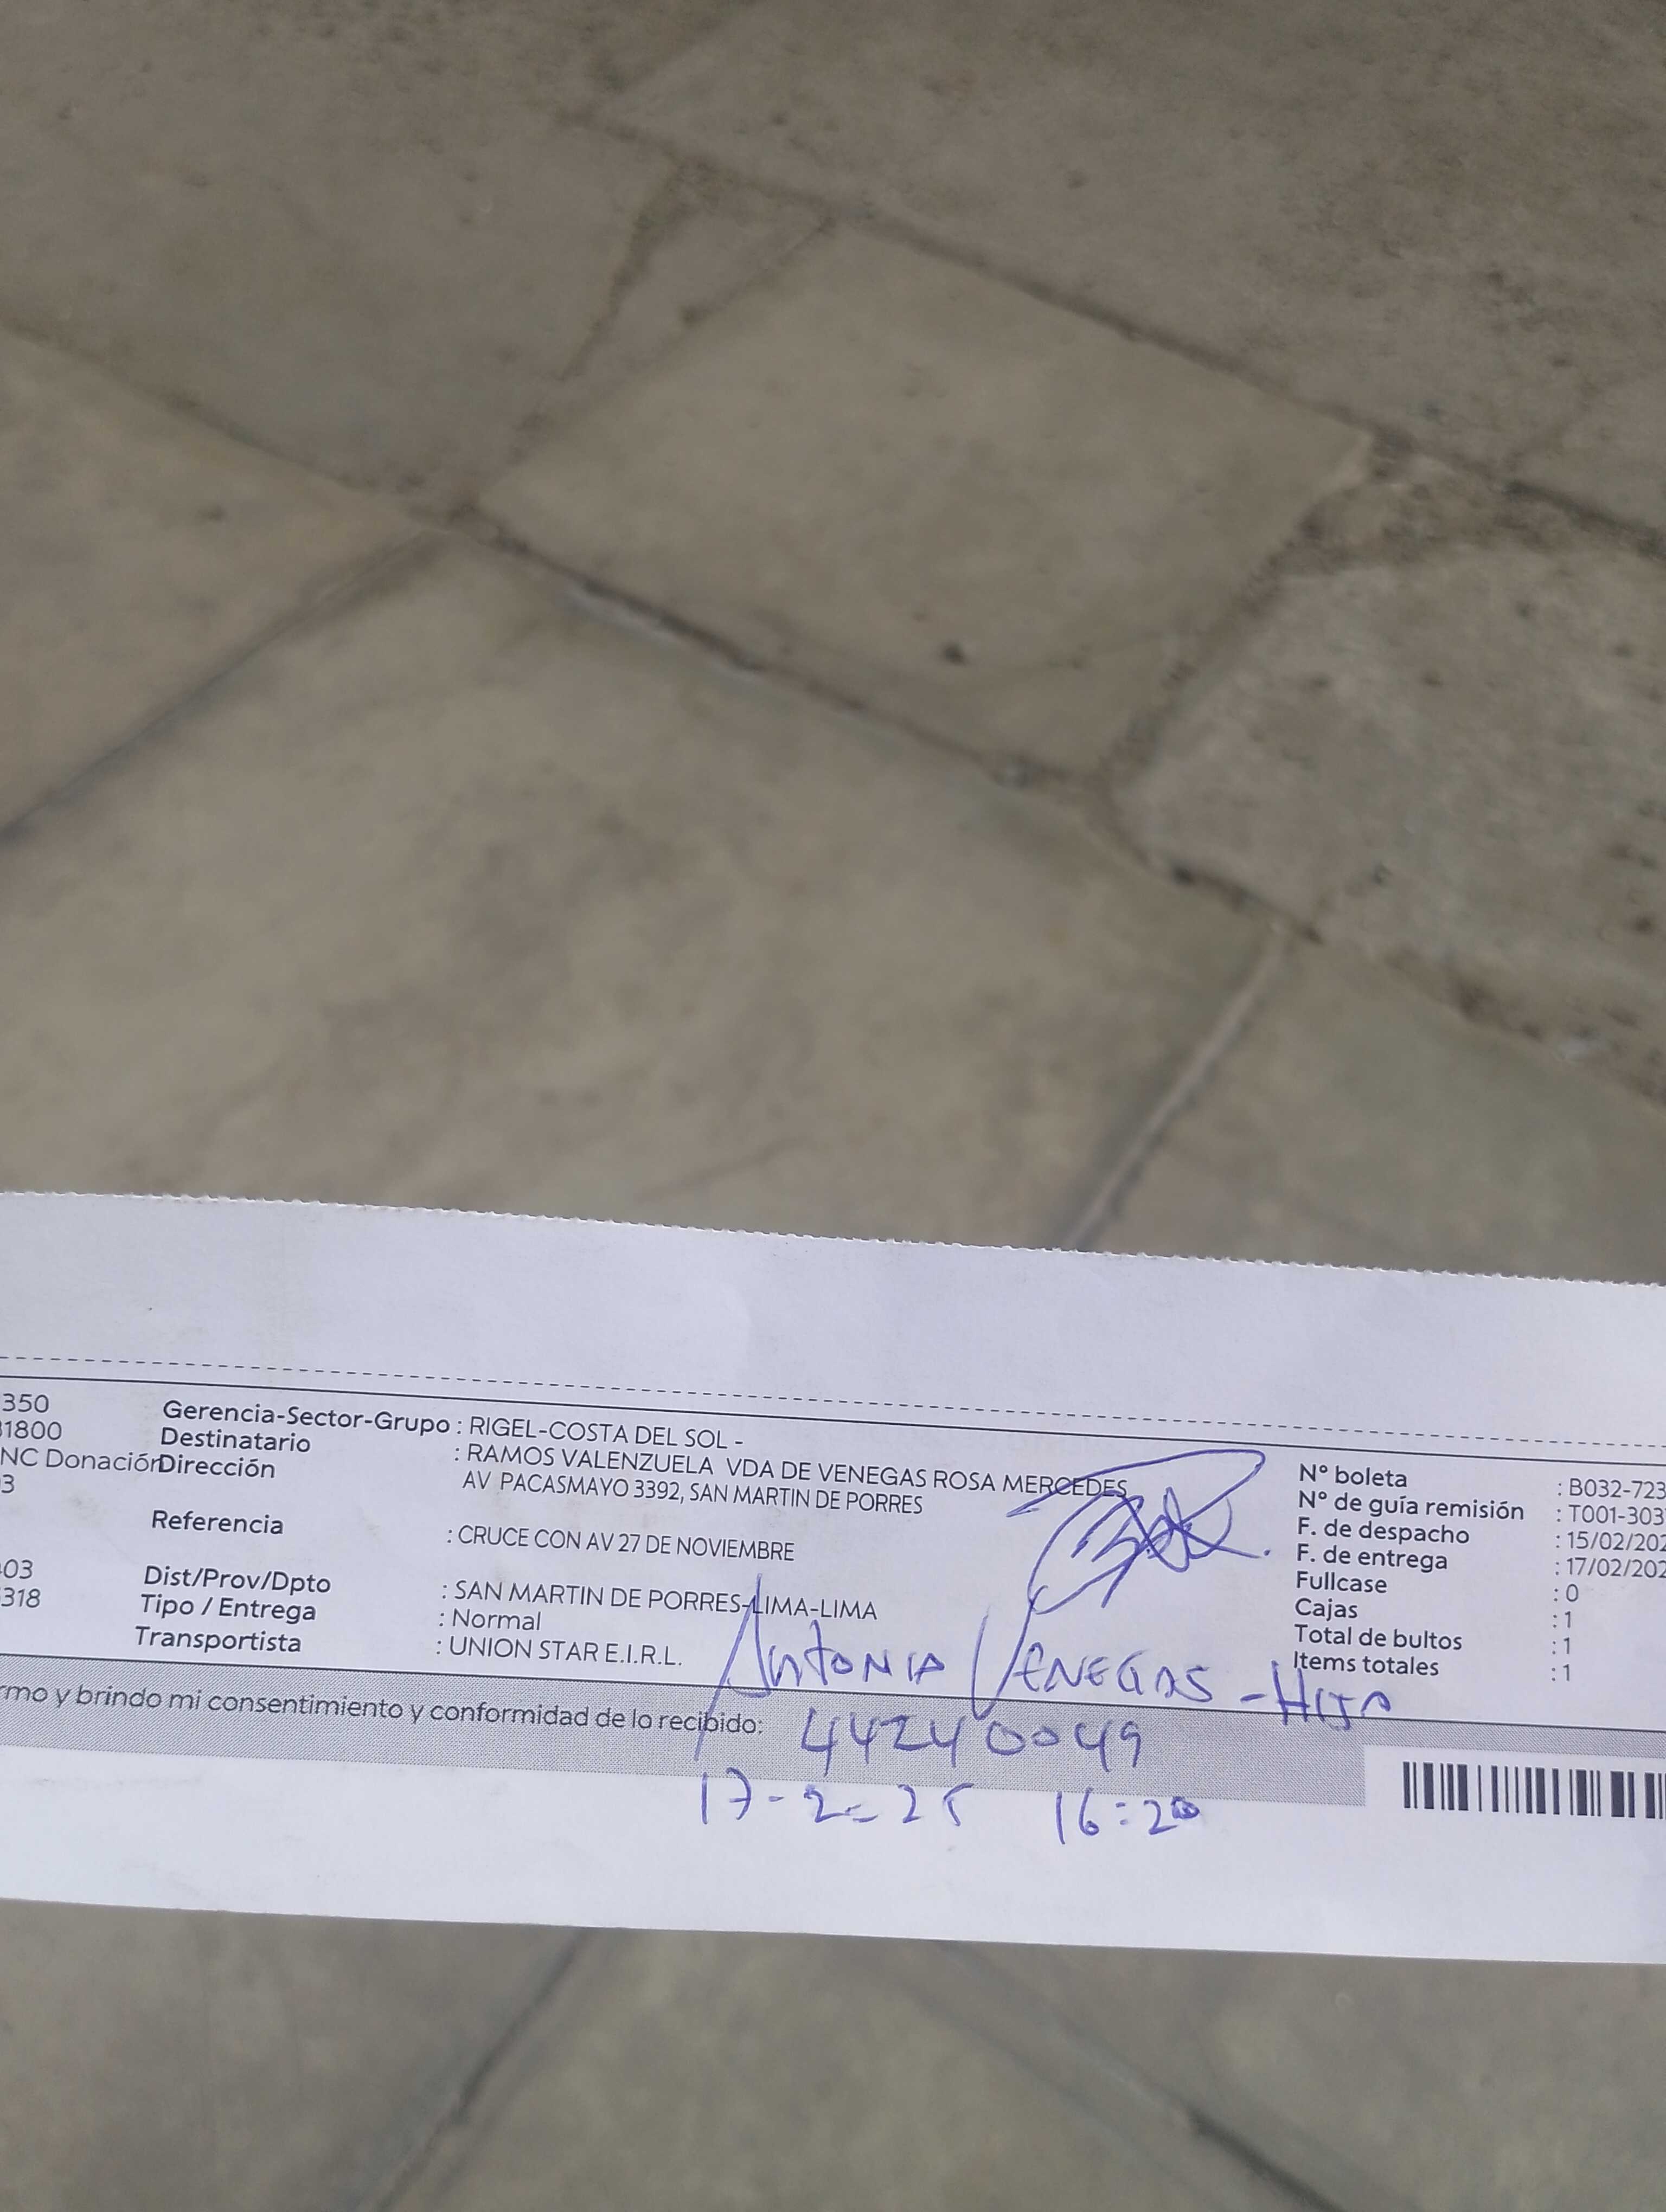 350
Gerencia-Sector-Grupo : RIGEL-COSTA DEL SOL -
31800
Destinatario : RAMOS VALENZUELA VDA DE VENEGAS ROSA MERCEDES
NC Donación
Dirección AV PACASMAYO 3392, SAN MARTIN DE PORRES
3
Referencia : CRUCE CON AV 27 DE NOVIEMBRE
03
Dist/Prov/Dpto : SAN MARTIN DE PORRES-LIMA-LIMA
318
Tipo / Entrega : Normal
Transportista : UNION STAR E.I.R.L.
N° boleta : B032-723
N° de guía remisión : T001-303
F. de despacho : 15/02/202
F. de entrega : 17/02/202
Fullcase : 0
Cajas : 1
Total de bultos : 1
Items totales : 1
ANTONIA VENEGAS - HIJA
rmo y brindo mi consentimiento y conformidad de lo recibido: 44240049
17-2-25 16:20